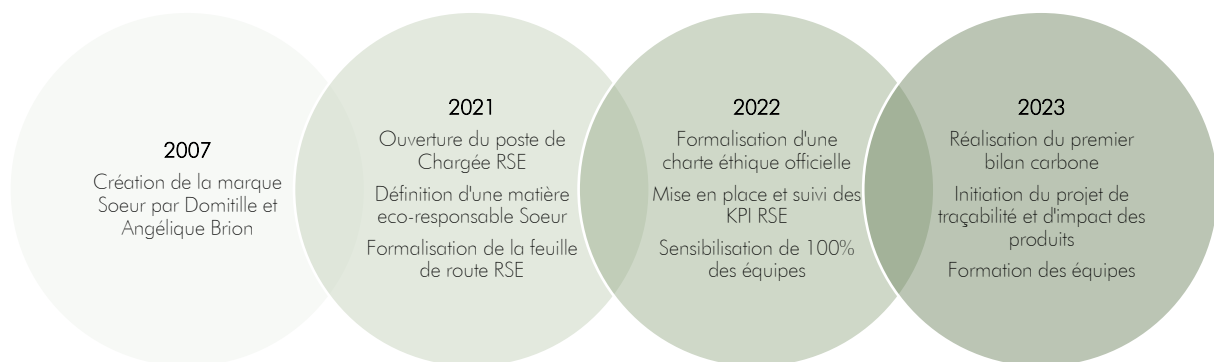 2007
Création de la marque
Soeur par Domitille et
Angélique Brion
2021
Ouverture du poste de
Chargée RSE
Définition d'une matière
eco-responsable Soeur
Formalisation de la feuille
de route RSE
2022
Formalisation d'une
charte éthique officielle
Mise en place et suivi des
KPI RSE
Sensibilisation de 100%
des équipes
2023
Réalisation du premier
bilan carbone
Initiation du projet de
traçabilité et d'impact des
produits
Formation des équipes